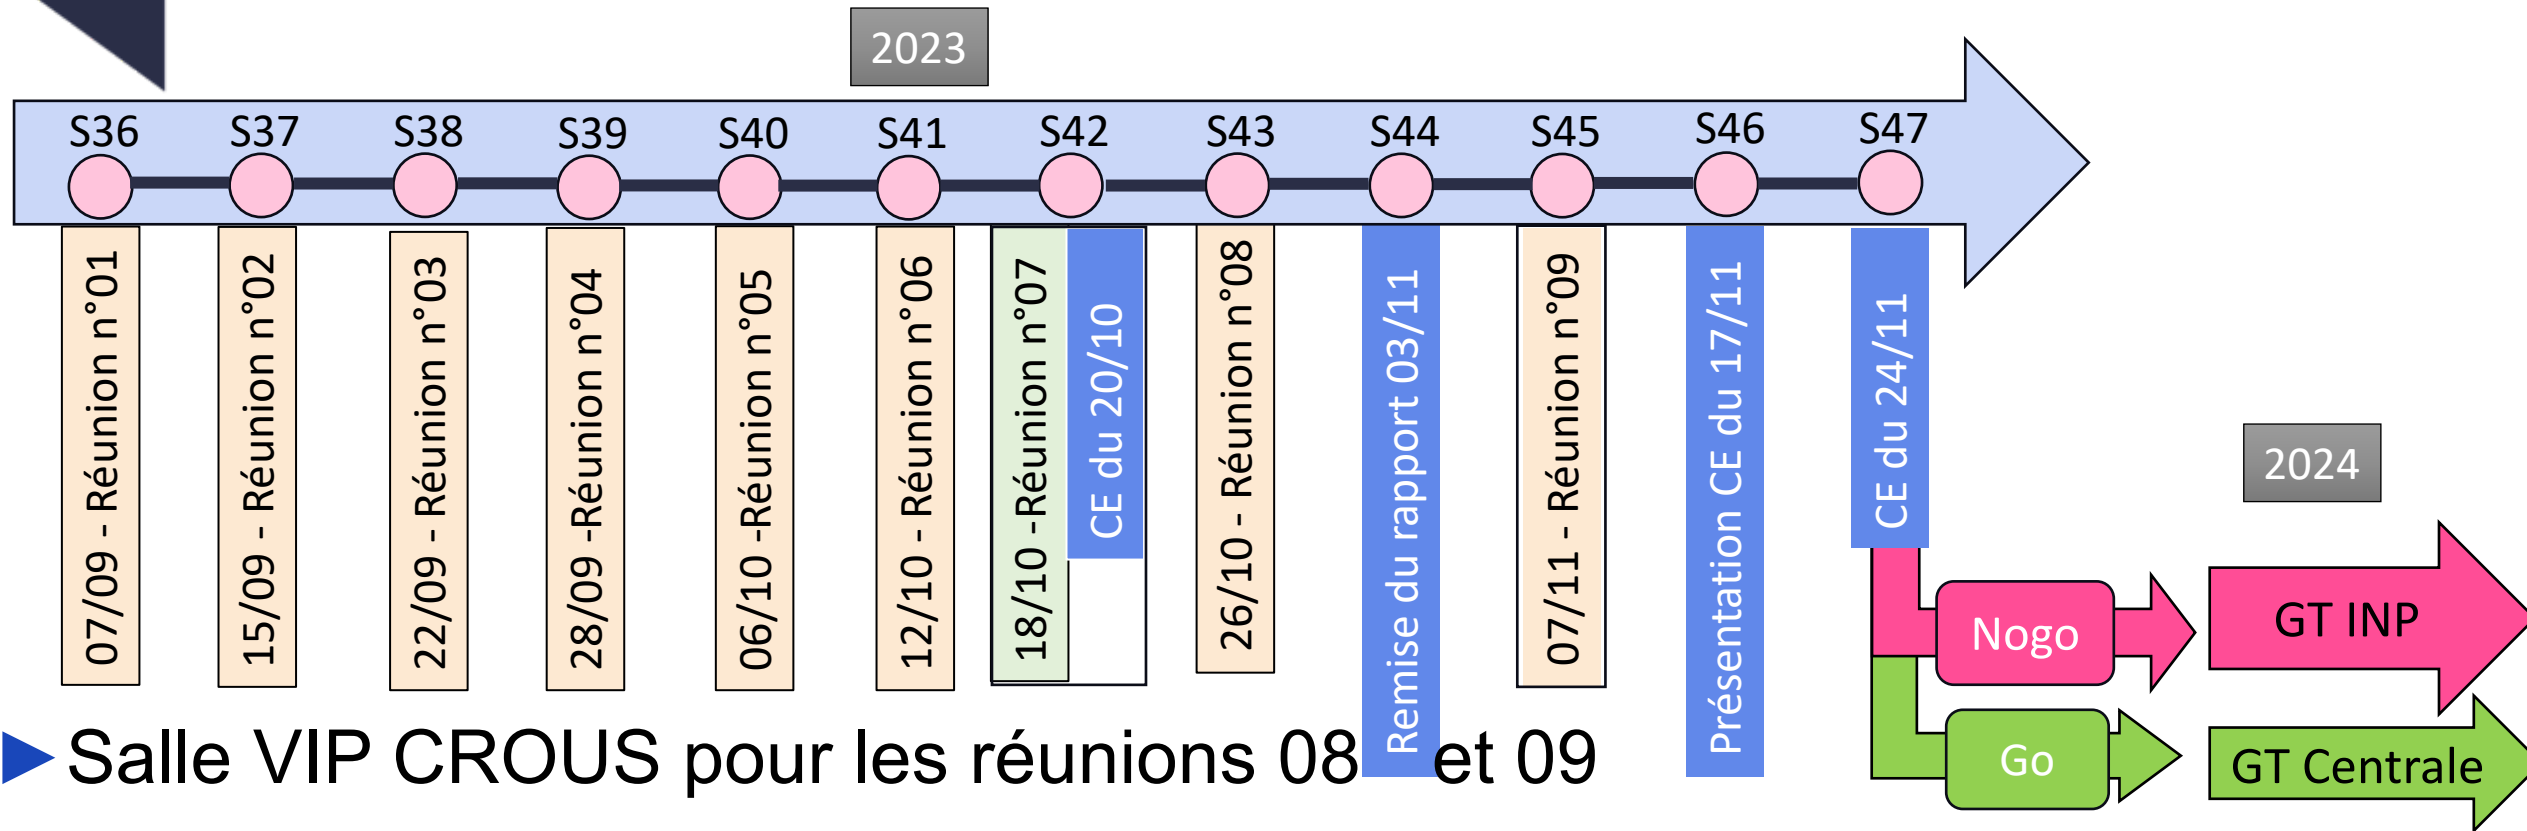 2023
S36
S37
S38
S39
S40
S41
S42
S43
S44
S45
S46
S47
07/09 - Réunion n°01
15/09 - Réunion n°02
22/09 - Réunion n°03
28/09 -Réunion n°04
06/10 -Réunion n°05
12/10 - Réunion n°06
18/10 -Réunion n°07
CE du 20/10
26/10 - Réunion n°08
Remise du rapport 03/11
07/11 - Réunion n°09
Présentation CE du 17/11
CE du 24/11
2024
Nogo
GT INP
Go
GT Centrale
Salle VIP CROUS pour les réunions 08 et 09